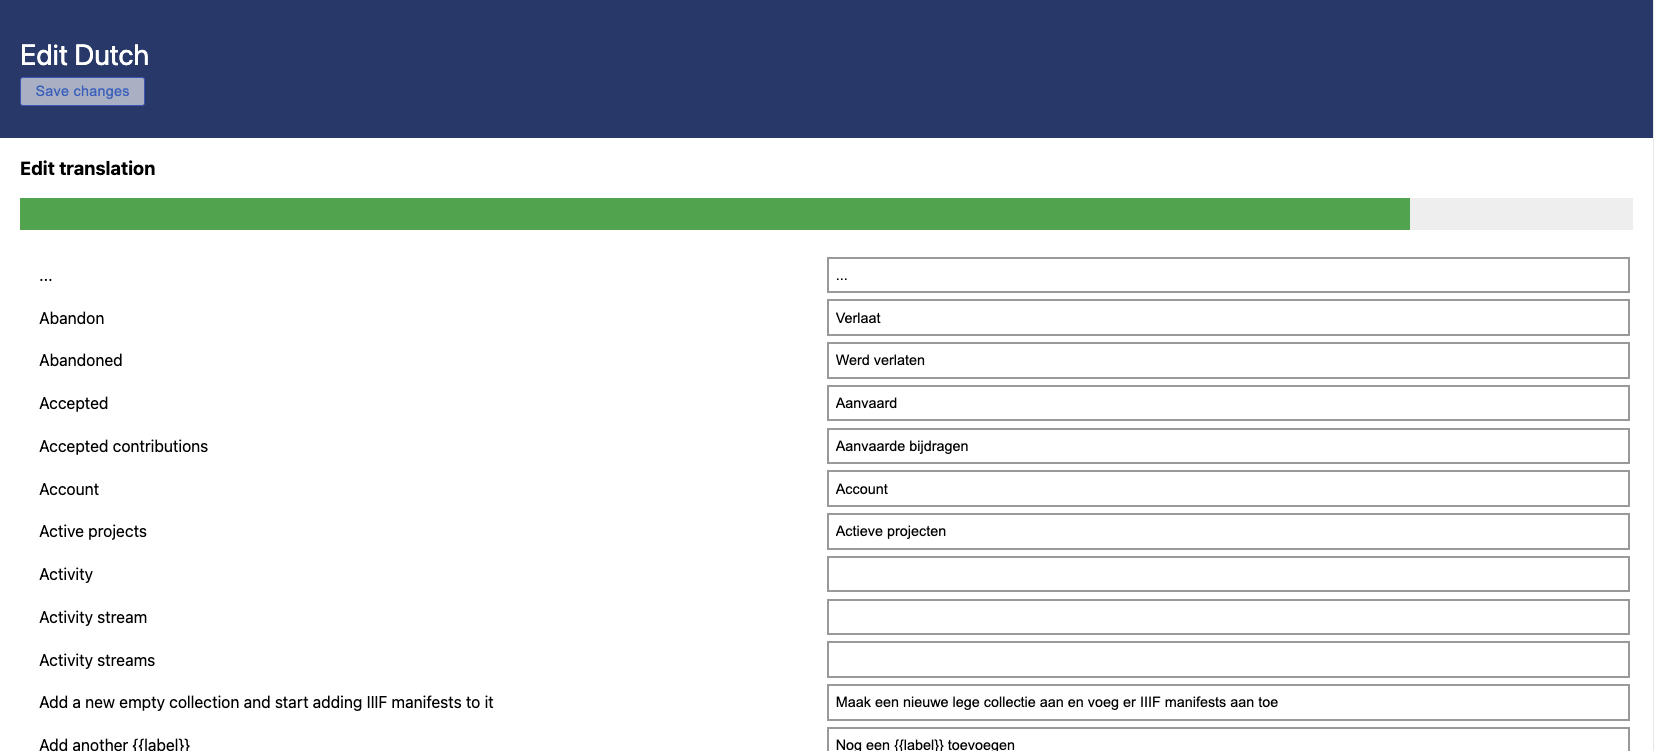 Edit Dutch
Save changes
Edit translation
... ...
Abandon Verlaat
Abandoned Werd verlaten
Accepted Aanvaard
Accepted contributions Aanvaarde bijdragen
Account Account
Active projects Actieve projecten
Activity
Activity stream
Activity streams
Add a new empty collection and start adding IIIF manifests to it Maak een nieuwe lege collectie aan en voeg er IIIF manifests aan toe
Add another {{label}} Nog een {{label}} toevoegen